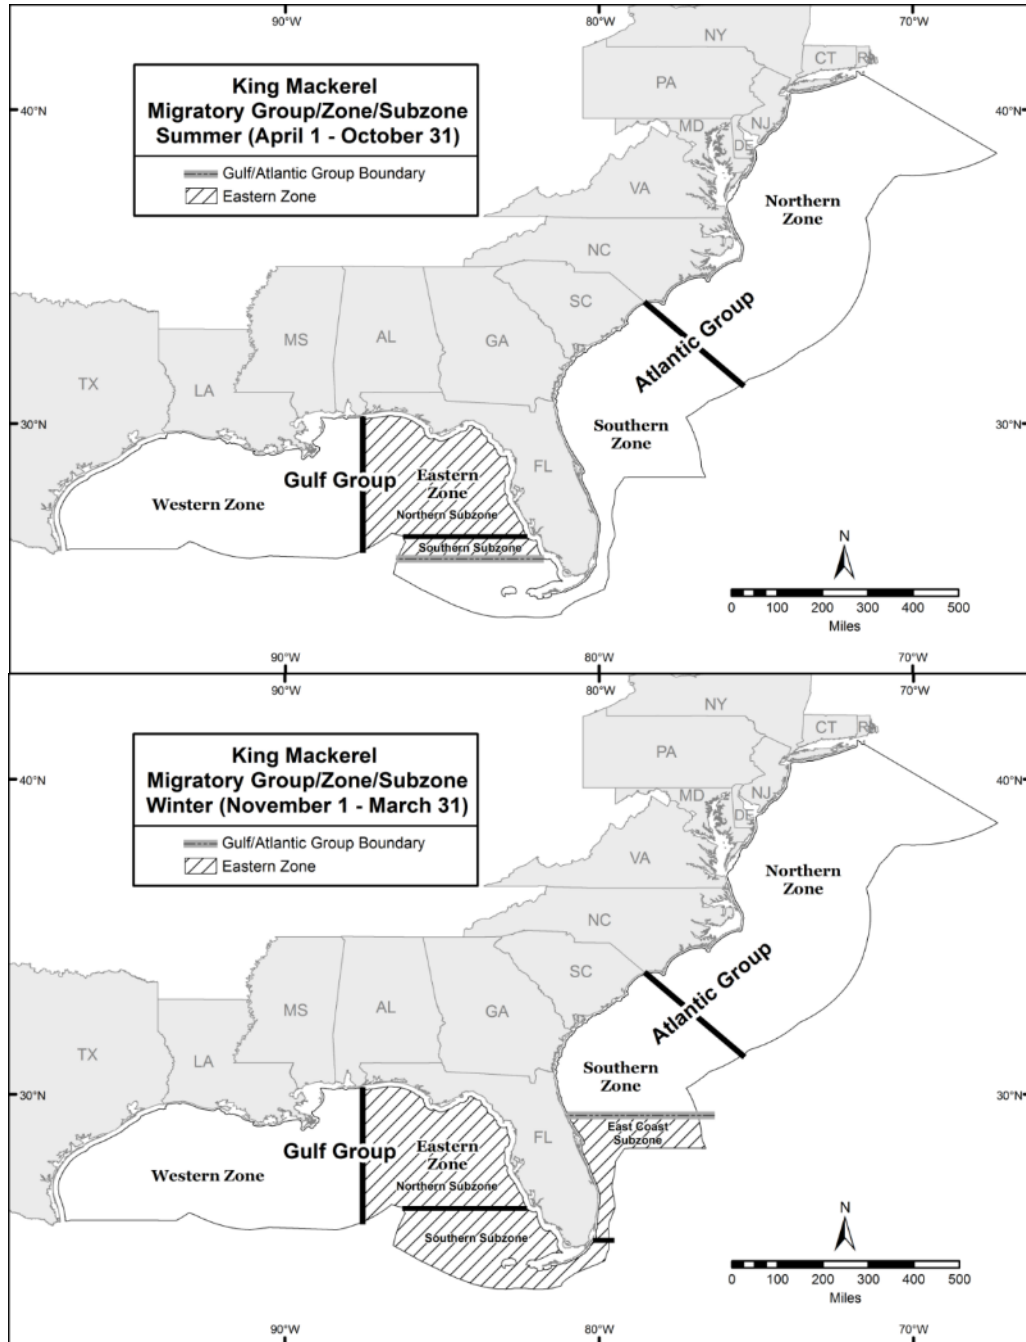 90°W
80°W
70°W
King Mackerel
Migratory Group/Zone/Subzone
Summer (April 1 - October 31)
Gulf/Atlantic Group Boundary
Eastern Zone
40°N
40°N
NY
CT
RI
PA
NJ
MD
DE
VA
Northern
Zone
NC
SC
Atlantic Group
MS
AL
GA
TX
LA
30°N
30°N
Southern
Zone
FL
Gulf Group
Eastern
Zone
Western Zone
Northern Subzone
Southern Subzone
N
0 100 200 300 400 500
Miles
90°W
80°W
70°W
90°W
80°W
70°W
King Mackerel
Migratory Group/Zone/Subzone
Winter (November 1 - March 31)
Gulf/Atlantic Group Boundary
Eastern Zone
40°N
40°N
NY
CT
RI
PA
NJ
MD
DE
VA
Northern
Zone
NC
SC
Atlantic Group
MS
AL
GA
TX
LA
Southern
Zone
30°N
30°N
East Coast
Subzone
FL
Gulf Group
Eastern
Zone
Western Zone
Northern Subzone
Southern Subzone
N
0 100 200 300 400 500
Miles
90°W
80°W
70°W